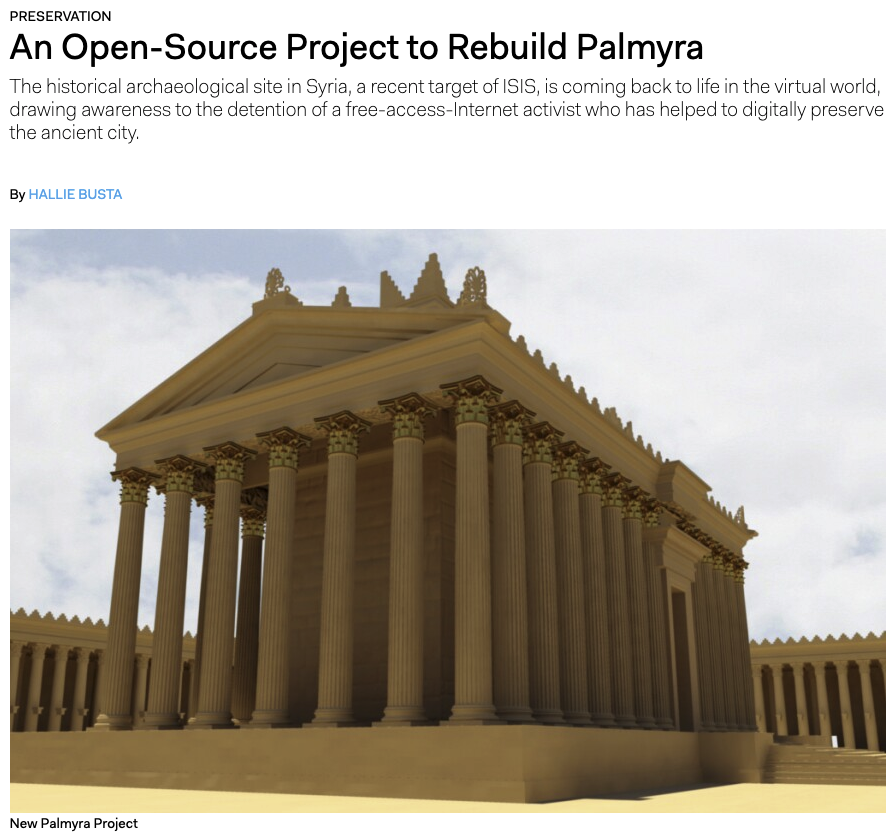 PRESERVATION
An Open-Source Project to Rebuild Palmyra
The historical archaeological site in Syria, a recent target of ISIS, is coming back to life in the virtual world,
drawing awareness to the detention of a free-access-Internet activist who has helped to digitally preserve
the ancient city.
By HALLIE BUSTA
New Palmyra Project